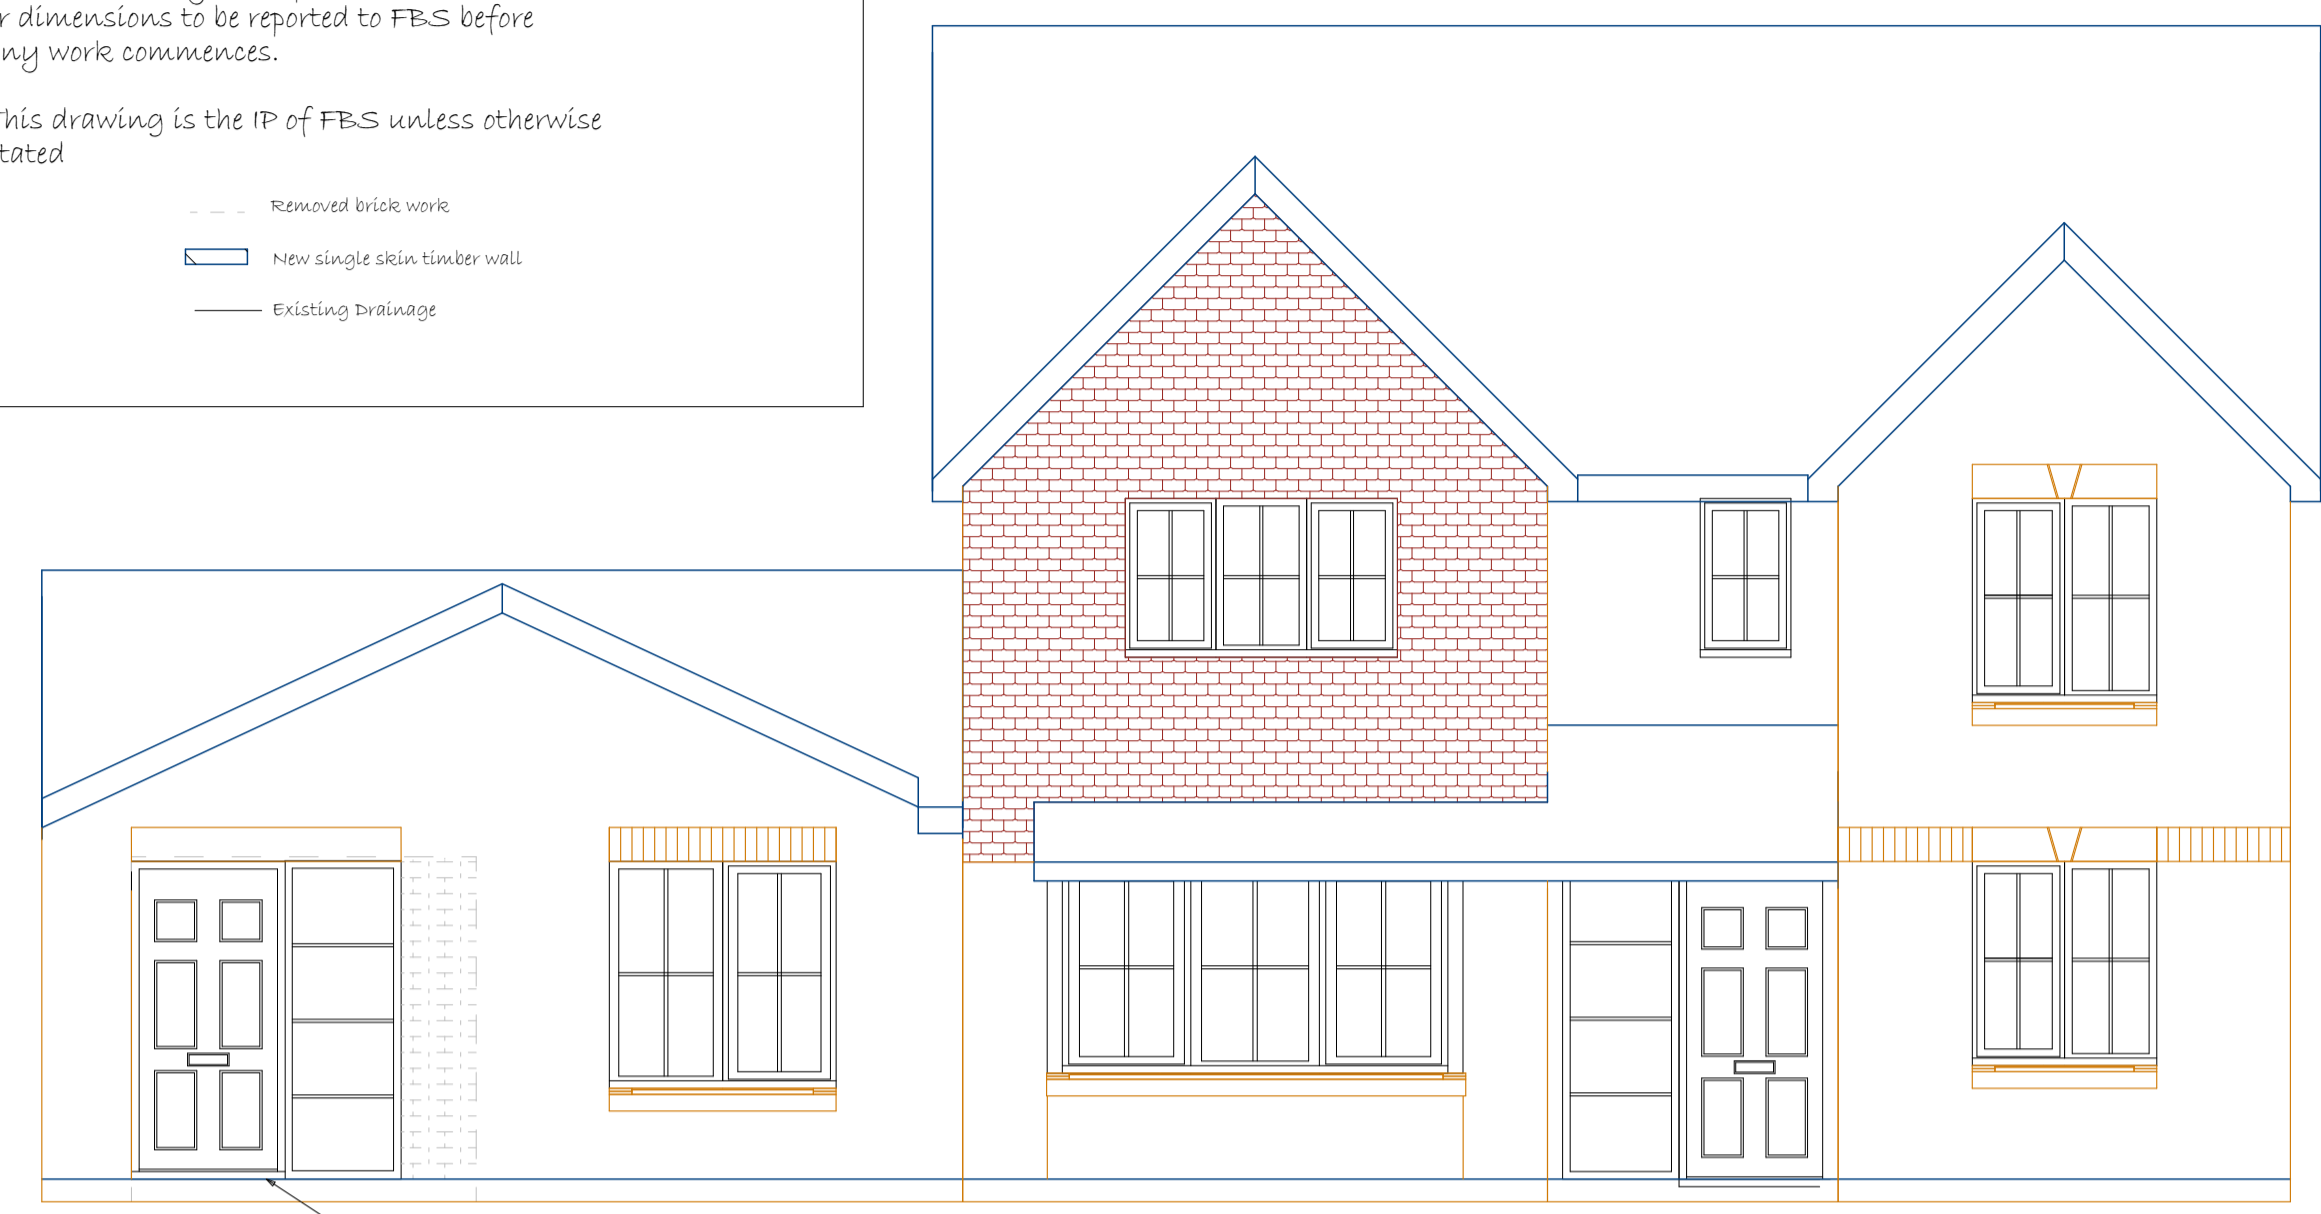 r dimensions to be reported to FBS before
ny work commences.
This drawing is the IP of FBS unless otherwise
tated
Removed brick work
New single skin timber wall
Existing Drainage